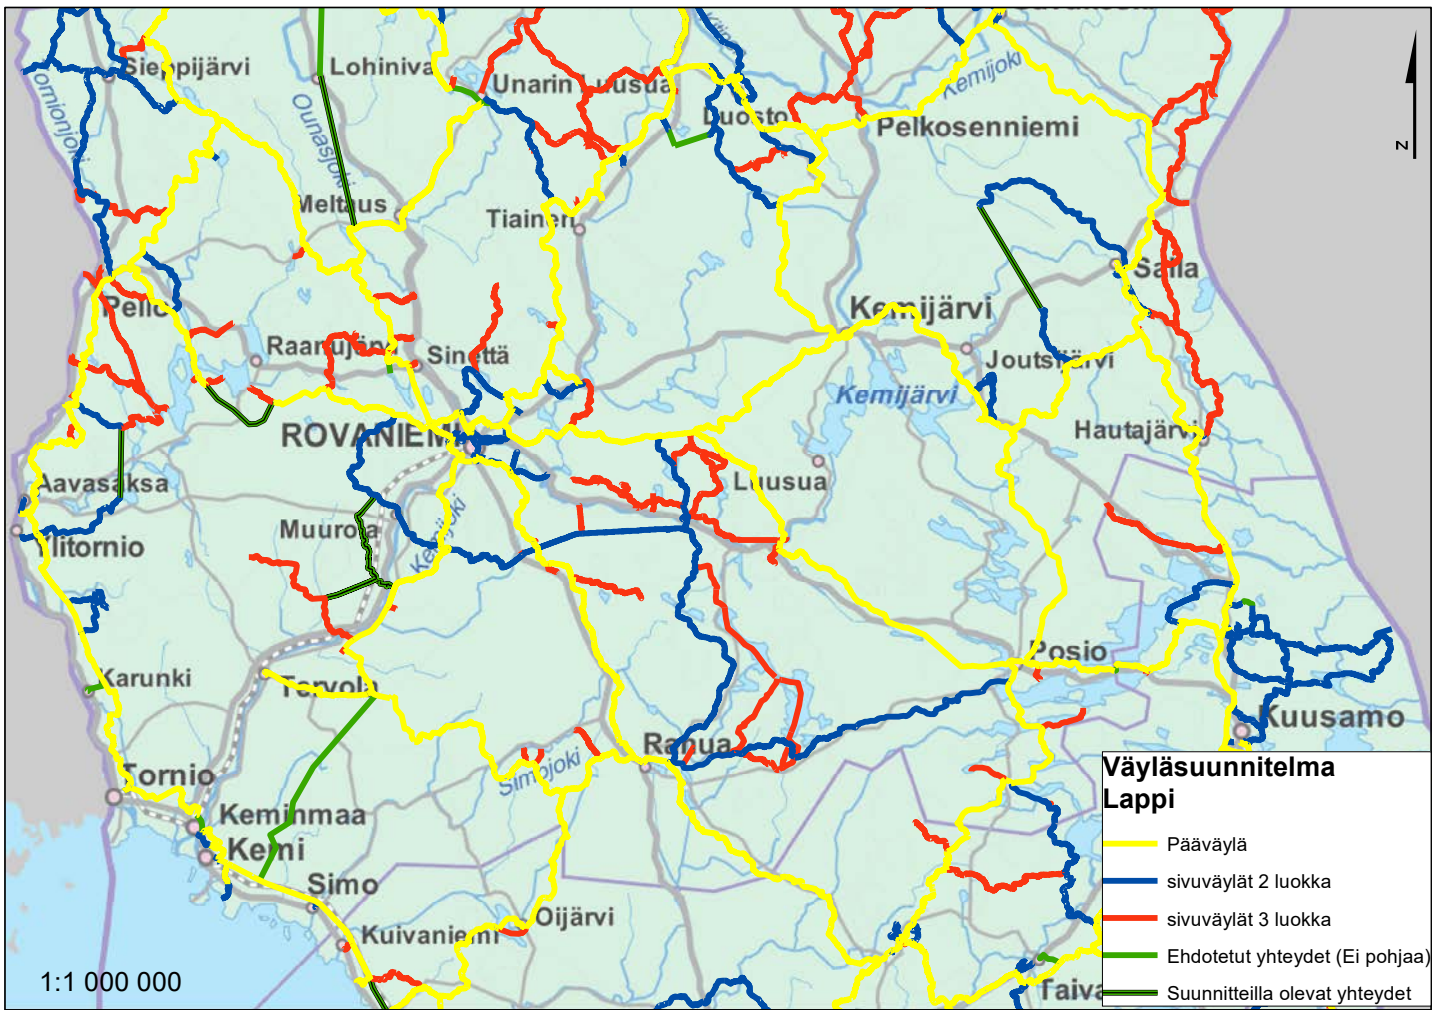 Kitinen
Sieppijärvi
Lohiniva
Unarin Luusua
Kemijoki
Tornionjoki
Ounasjoki
Luosto
Pelkosenniemi
z
Meltaus
Tiainen
Salla
Pello
Kemijärvi
Raanujärvi
Sinettä
Joutsijärvi
Kemijärvi
ROVANIEMI
Hautajärvi
Aavasaksa
Luusua
Ylitornio
Muurola
Kemijoki
Posio
Karunki
Tervola
Kuusamo
Ranua
Simojoki
Tornio
Keminmaa
Kemi
Simo
Oijärvi
Kuivaniemi
Taiva
1:1 000 000
Väyläsuunnitelma
Lappi
Pääväylä
sivuväylät 2 luokka
sivuväylät 3 luokka
Ehdotetut yhteydet (Ei pohjaa)
Suunnitteilla olevat yhteydet